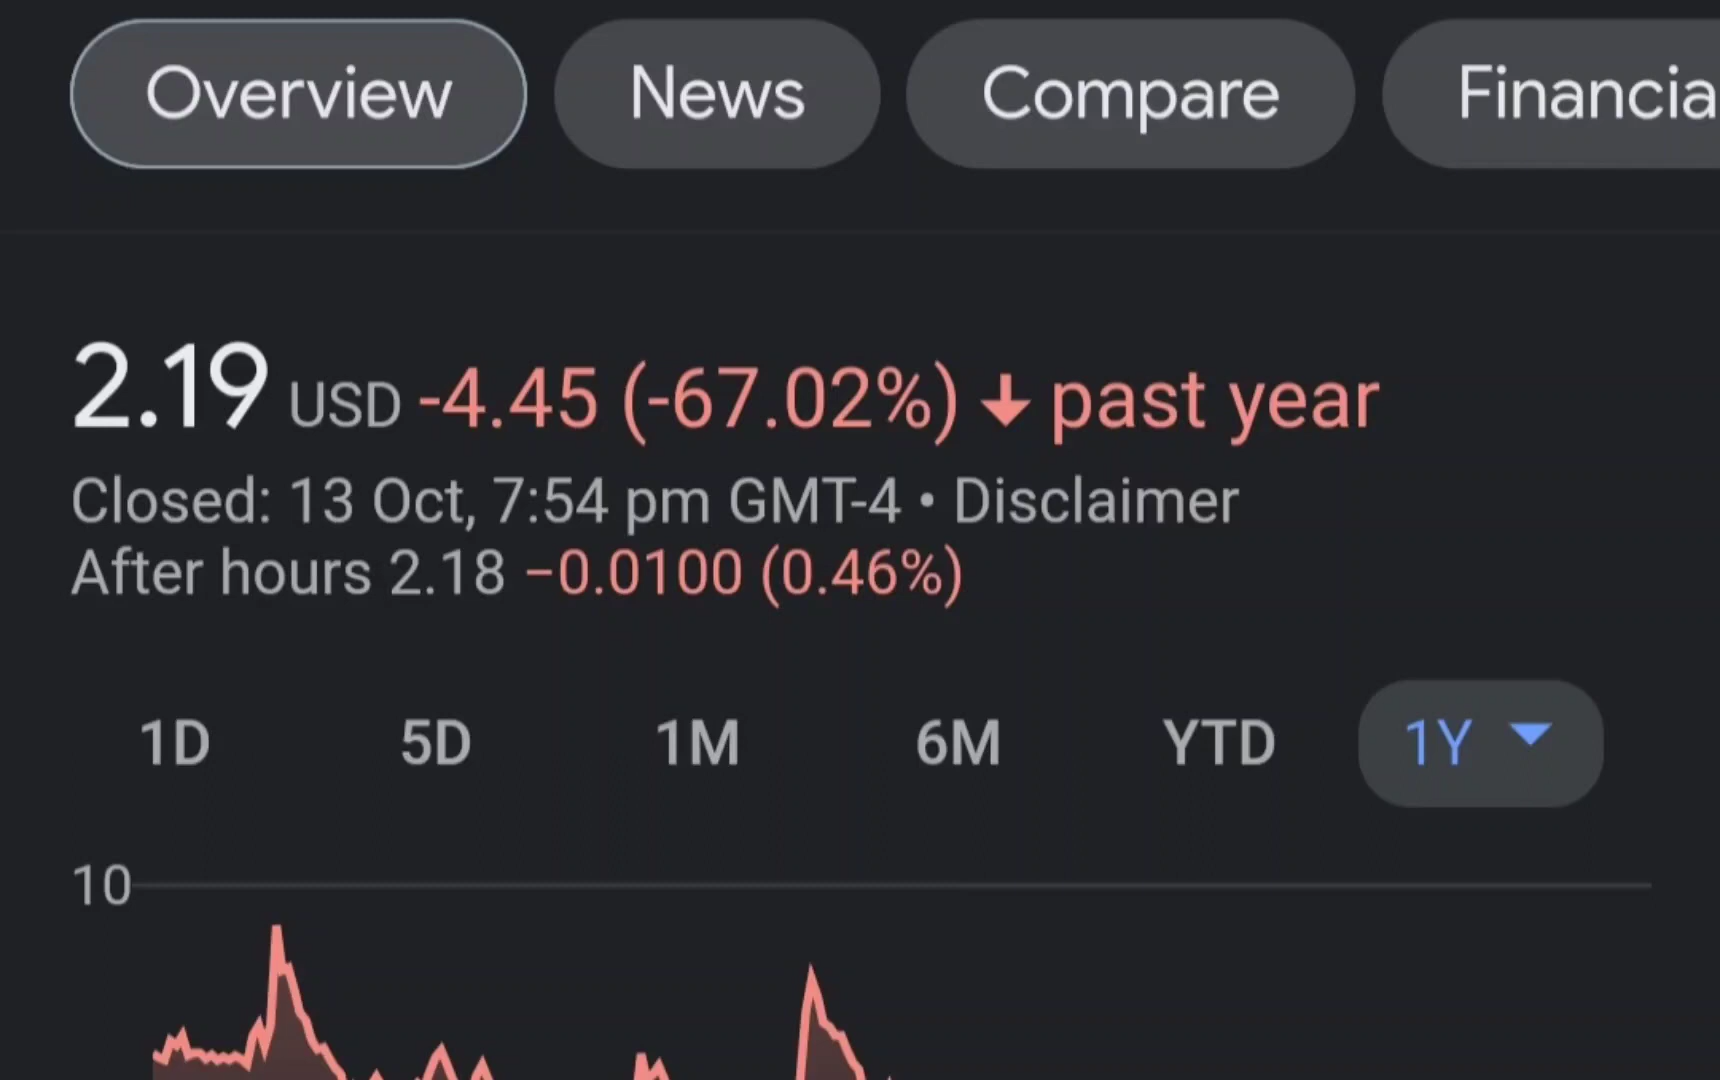 Overview News Compare Financia
2.19 USD -4.45 (-67.02%) ↓ past year
Closed: 13 Oct, 7:54 pm GMT-4 • Disclaimer
After hours 2.18 −0.0100 (0.46%)
1D 5D 1M 6M YTD 1Y
10